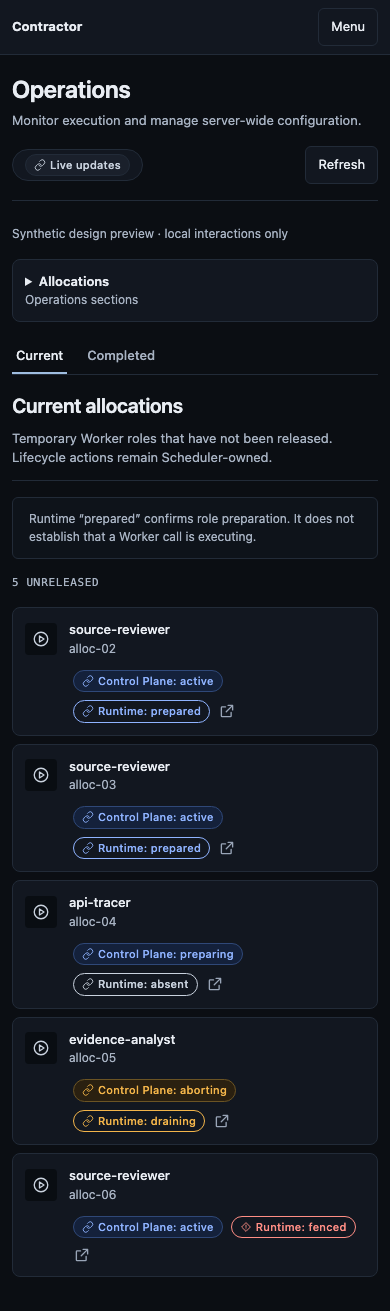 Contractor
Menu
Operations
Monitor execution and manage server-wide configuration.
Live updates
Refresh
Synthetic design preview · local interactions only
Allocations
Operations sections
Current
Completed
Current allocations
Temporary Worker roles that have not been released.
Lifecycle actions remain Scheduler-owned.
Runtime “prepared” confirms role preparation. It does not
establish that a Worker call is executing.
5 UNRELEASED
source-reviewer
alloc-02
Control Plane: active
Runtime: prepared
source-reviewer
alloc-03
Control Plane: active
Runtime: prepared
api-tracer
alloc-04
Control Plane: preparing
Runtime: absent
evidence-analyst
alloc-05
Control Plane: aborting
Runtime: draining
source-reviewer
alloc-06
Control Plane: active
Runtime: fenced